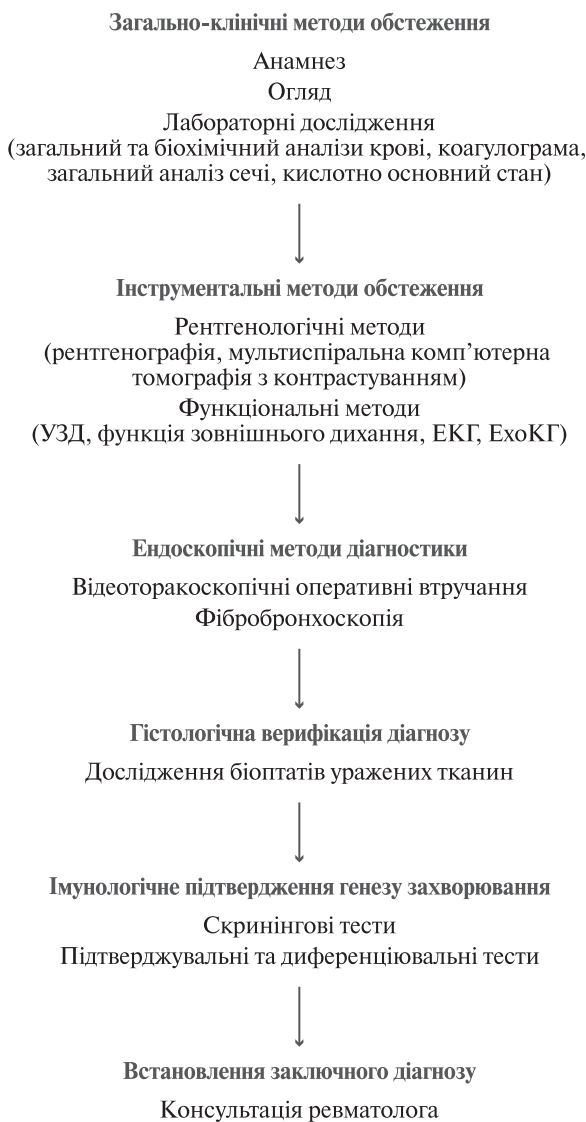 Загально-клінічні методи обстеження
Анамнез
Огляд
Лабораторні дослідження
(загальний та біохімічний аналізи крові, коагулограма,
загальний аналіз сечі, кислотно основний стан)
Інструментальні методи обстеження
Рентгенологічні методи
(рентгенографія, мультиспіральна комп’ютерна
томографія з контрастуванням)
Функціональні методи
(УЗД, функція зовнішнього дихання, ЕКГ, ЕхоКГ)
Ендоскопічні методи діагностики
Відеоторакоскопічні оперативні втручання
Фібробронхоскопія
Гістологічна верифікація діагнозу
Дослідження біоптатів уражених тканин
Імунологічне підтвердження генезу захворювання
Скринінгові тести
Підтверджувальні та диференціювальні тести
Встановлення заключного діагнозу
Консультація ревматолога